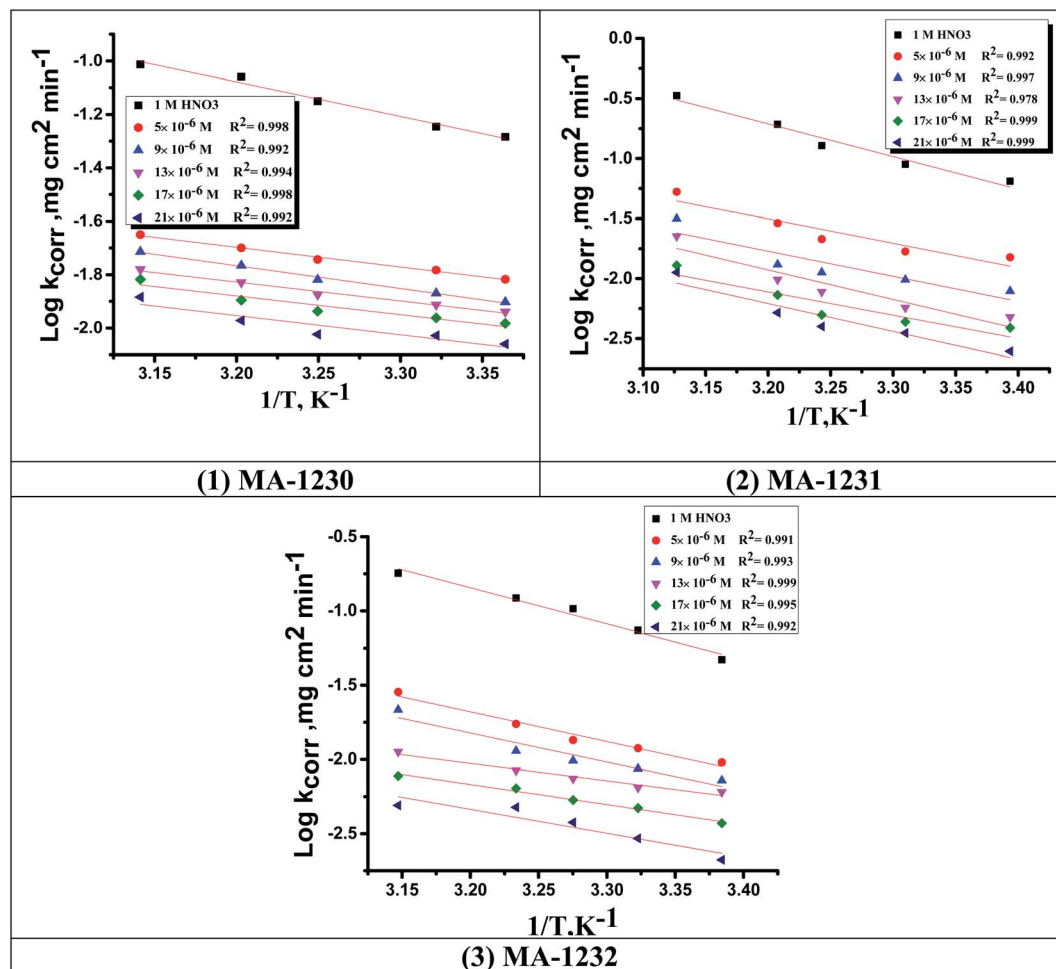 1 M HNO3
5× 10⁻⁶ M R²= 0.998
9× 10⁻⁶ M R²= 0.992
13× 10⁻⁶ M R²= 0.994
17× 10⁻⁶ M R²= 0.998
21× 10⁻⁶ M R²= 0.992
-1.0
-1.2
-1.4
-1.6
-1.8
-2.0
Log kcorr ,mg cm² min⁻¹
3.15 3.20 3.25 3.30 3.35
1/T, K⁻¹
1 M HNO3
5×10⁻⁶ M R²= 0.992
9×10⁻⁶ M R²= 0.997
13×10⁻⁶ M R²= 0.978
17×10⁻⁶ M R²= 0.999
21×10⁻⁶ M R²= 0.999
0.0
-0.5
-1.0
-1.5
-2.0
-2.5
Log kcorr ,mg cm² min⁻¹
3.10 3.15 3.20 3.25 3.30 3.35 3.40
1/T,K⁻¹
(1) MA-1230
(2) MA-1231
1 M HNO3
5× 10⁻⁶ M R²= 0.991
9× 10⁻⁶ M R²= 0.993
13× 10⁻⁶ M R²= 0.999
17× 10⁻⁶ M R²= 0.995
21× 10⁻⁶ M R²= 0.992
-0.5
-1.0
-1.5
-2.0
-2.5
Log kcorr ,mg cm² min⁻¹
3.15 3.20 3.25 3.30 3.35 3.40
1/T,K⁻¹
(3) MA-1232